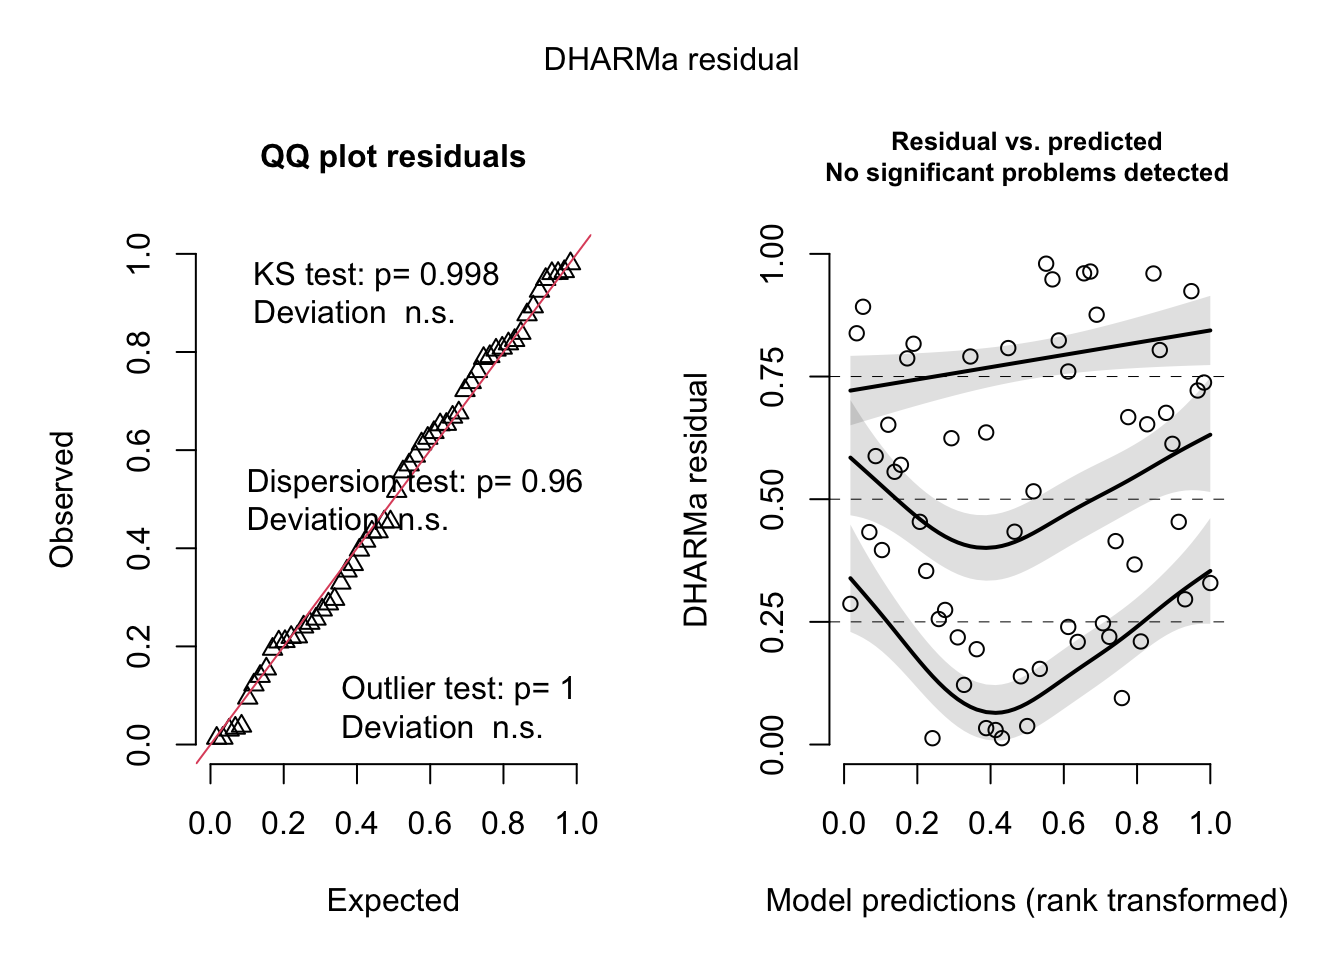 DHARMa residual
QQ plot residuals
KS test: p= 0.998
Deviation  n.s.
Dispersion test: p= 0.96
Deviation  n.s.
Outlier test: p= 1
Deviation  n.s.
Observed
0.0 0.2 0.4 0.6 0.8 1.0
0.0 0.2 0.4 0.6 0.8 1.0
Expected
Residual vs. predicted
No significant problems detected
DHARMa residual
0.00 0.25 0.50 0.75 1.00
0.0 0.2 0.4 0.6 0.8 1.0
Model predictions (rank transformed)